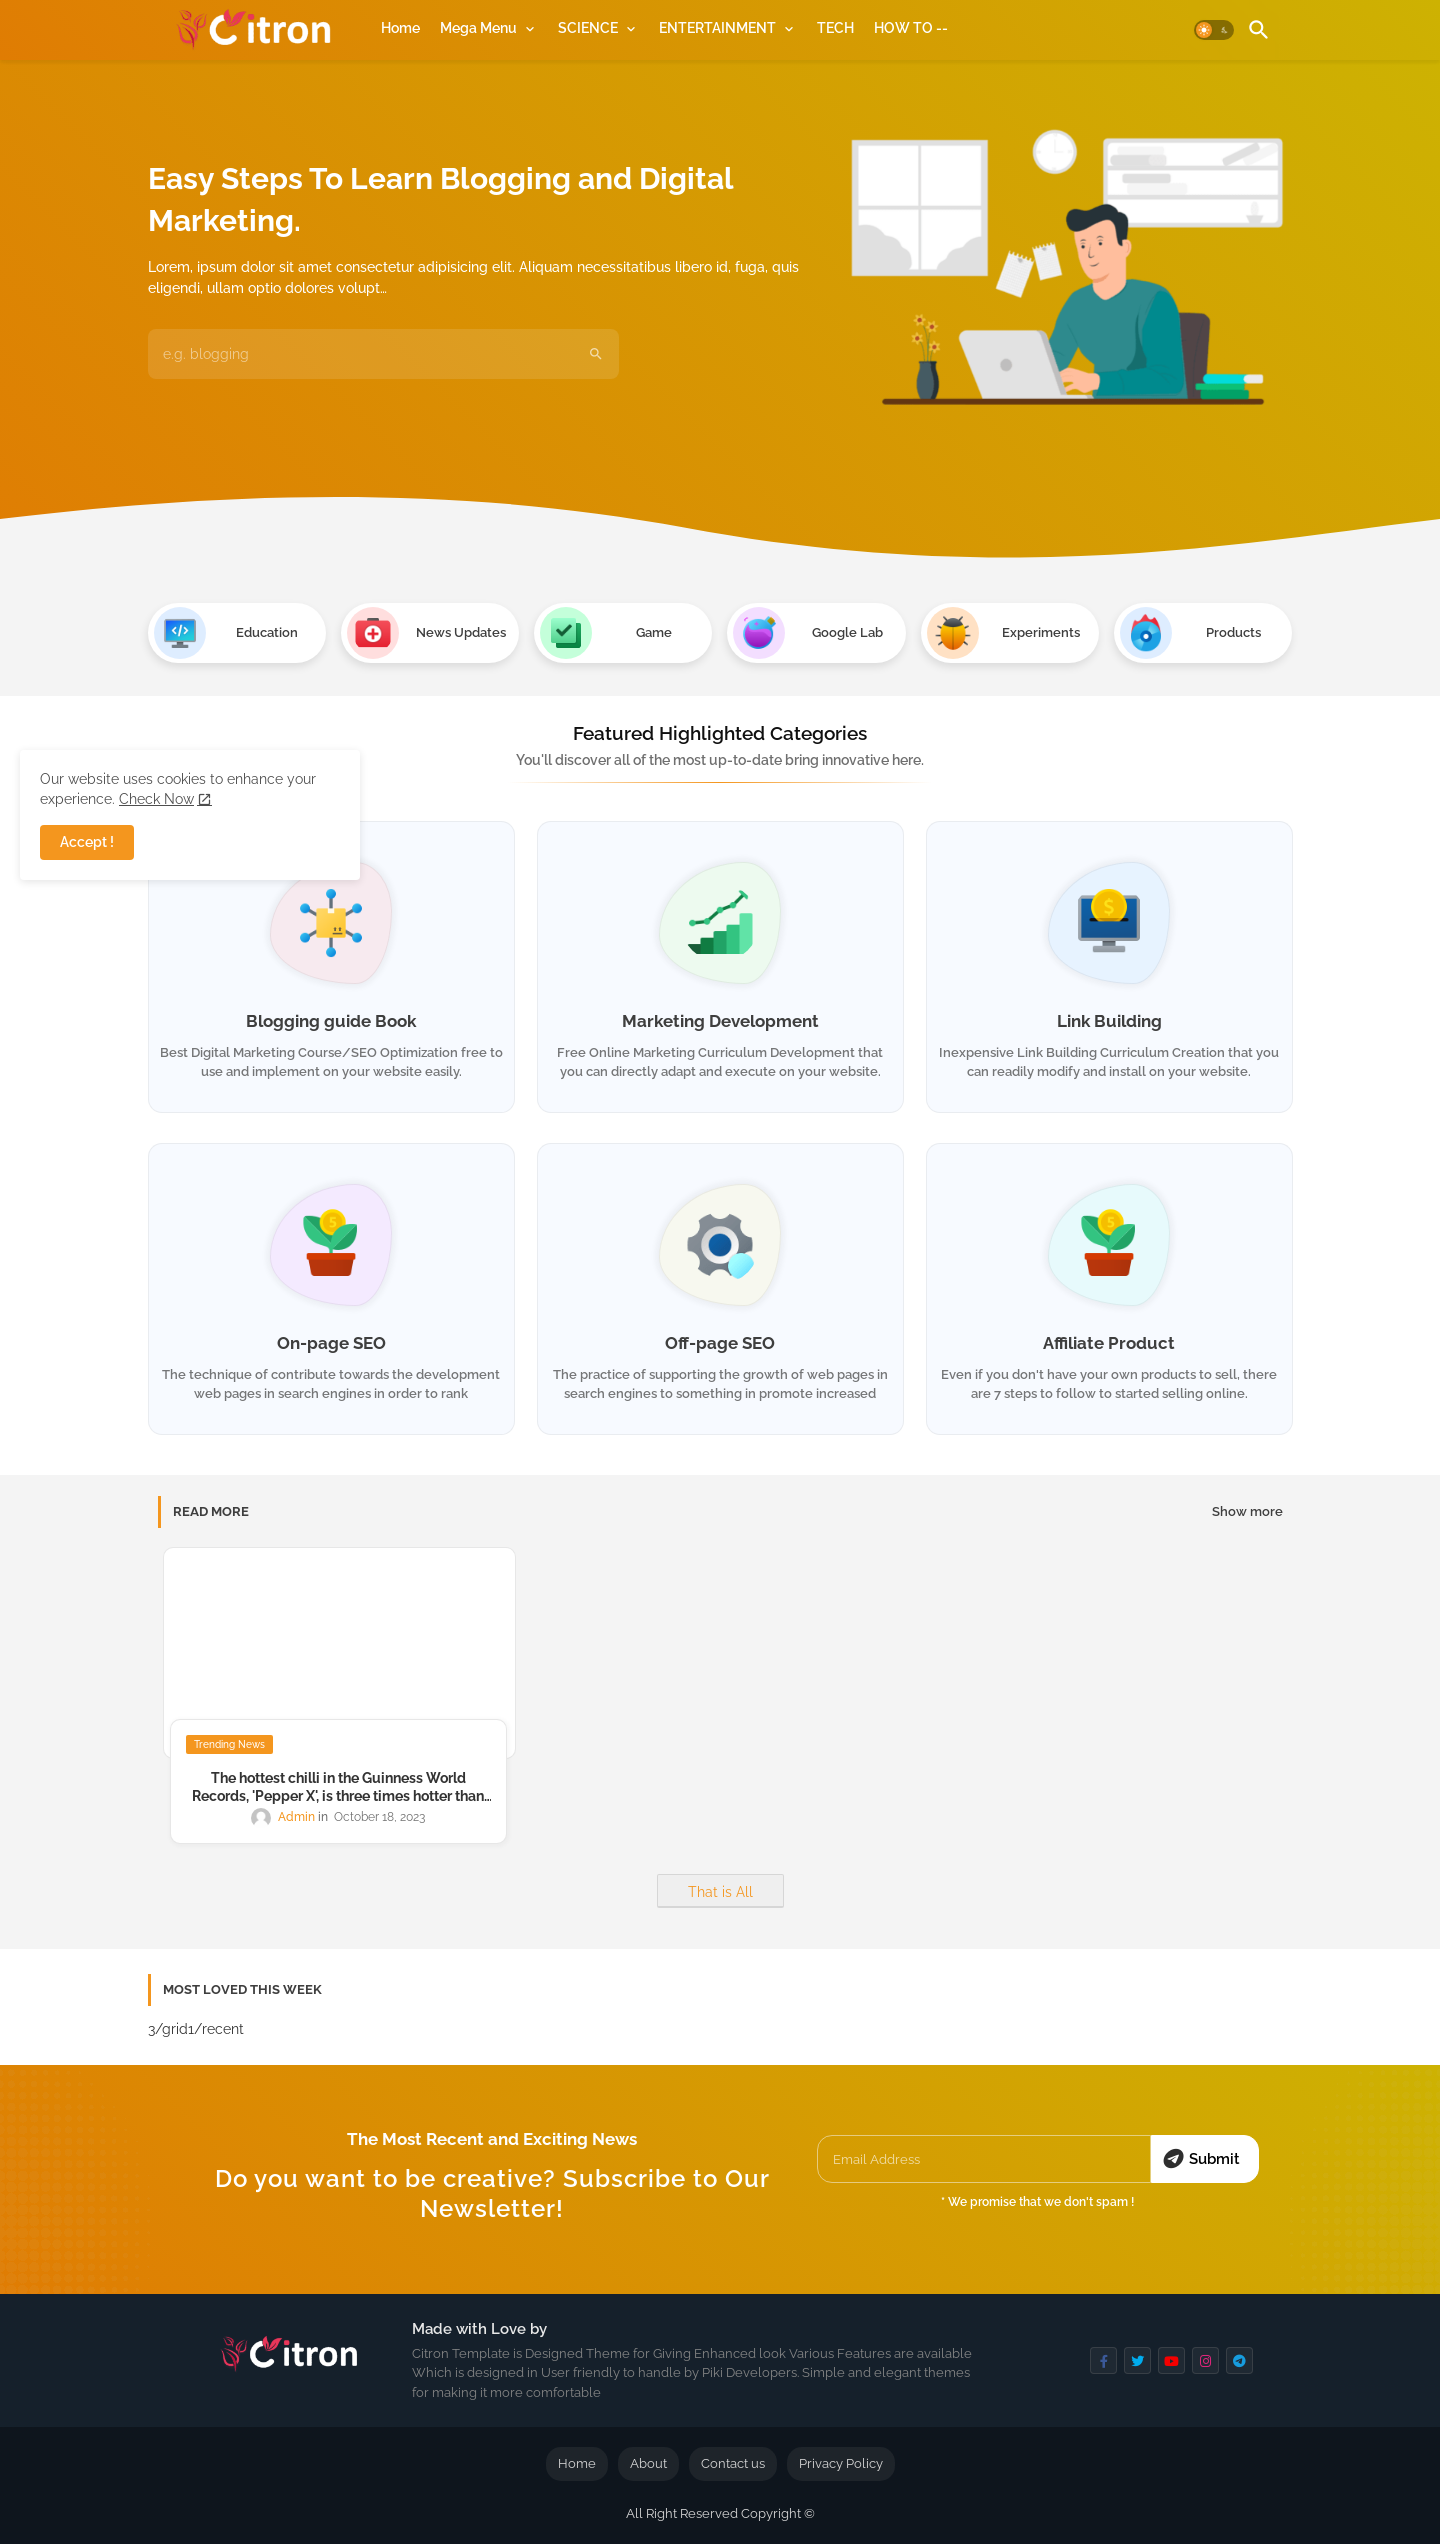 Citron
Home Mega Menu SCIENCE ENTERTAINMENT TECH HOW TO --
Easy Steps To Learn Blogging and Digital
Marketing.
Lorem, ipsum dolor sit amet consectetur adipisicing elit. Aliquam necessitatibus libero id, fuga, quis
eligendi, ullam optio dolores volupt...
e.g. blogging
Education News Updates Game Google Lab Experiments Products
Featured Highlighted Categories
You'll discover all of the most up-to-date bring innovative here.
Our website uses cookies to enhance your
experience. Check Now
Accept !
Blogging guide Book
Best Digital Marketing Course/SEO Optimization free to
use and implement on your website easily.
Marketing Development
Free Online Marketing Curriculum Development that
you can directly adapt and execute on your website.
Link Building
Inexpensive Link Building Curriculum Creation that you
can readily modify and install on your website.
On-page SEO
The technique of contribute towards the development
web pages in search engines in order to rank
Off-page SEO
The practice of supporting the growth of web pages in
search engines to something in promote increased
Affiliate Product
Even if you don't have your own products to sell, there
are 7 steps to follow to started selling online.
READ MORE
Show more
Trending News
The hottest chilli in the Guinness World
Records, 'Pepper X', is three times hotter than...
Admin in October 18, 2023
That is All
MOST LOVED THIS WEEK
3/grid1/recent
The Most Recent and Exciting News
Do you want to be creative? Subscribe to Our
Newsletter!
Email Address
Submit
* We promise that we don't spam !
Citron
Made with Love by
Citron Template is Designed Theme for Giving Enhanced look Various Features are available
Which is designed in User friendly to handle by Piki Developers. Simple and elegant themes
for making it more comfortable
Home About Contact us Privacy Policy
All Right Reserved Copyright ©